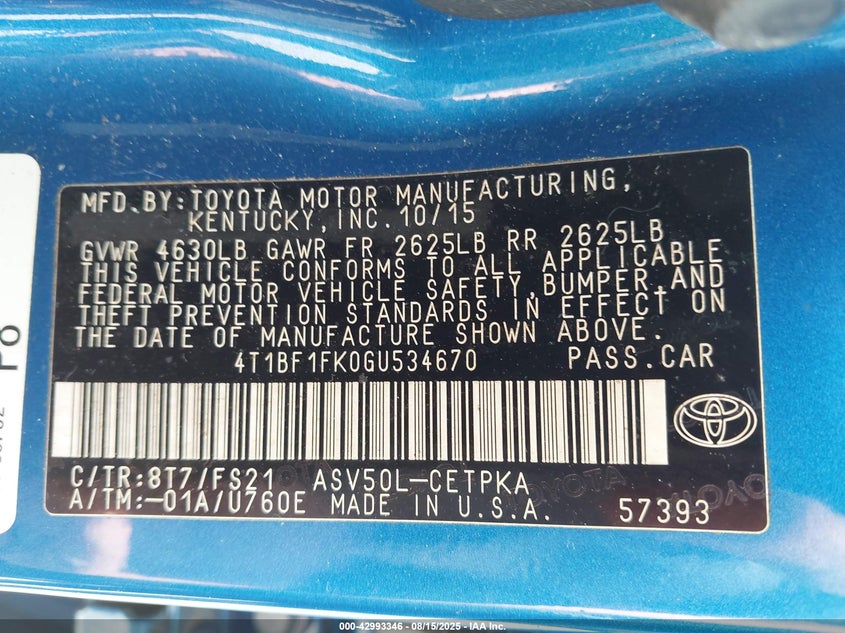 MFD.BY:TOYOTA MOTOR MANUFACTURING,
KENTUCKY,INC.10/15
GVWR 4630LB GAWR FR 2625LB RR 2625LB
THIS VEHICLE CONFORMS TO ALL APPLICABLE
FEDERAL MOTOR VEHICLE SAFETY,BUMPER,AND
THEFT PREVENTION STANDARDS IN EFFECT ON
THE DATE OF MANUFACTURE SHOWN ABOVE.
4T1BF1FK0GU534670 PASS.CAR
C/TR:8T7/FS21 ASV50L-CETPKA
A/TM:-01A/U760E MADE IN U.S.A. 57393
TOYOTA
000-42993346 - 08/15/2025 - IAA Inc.